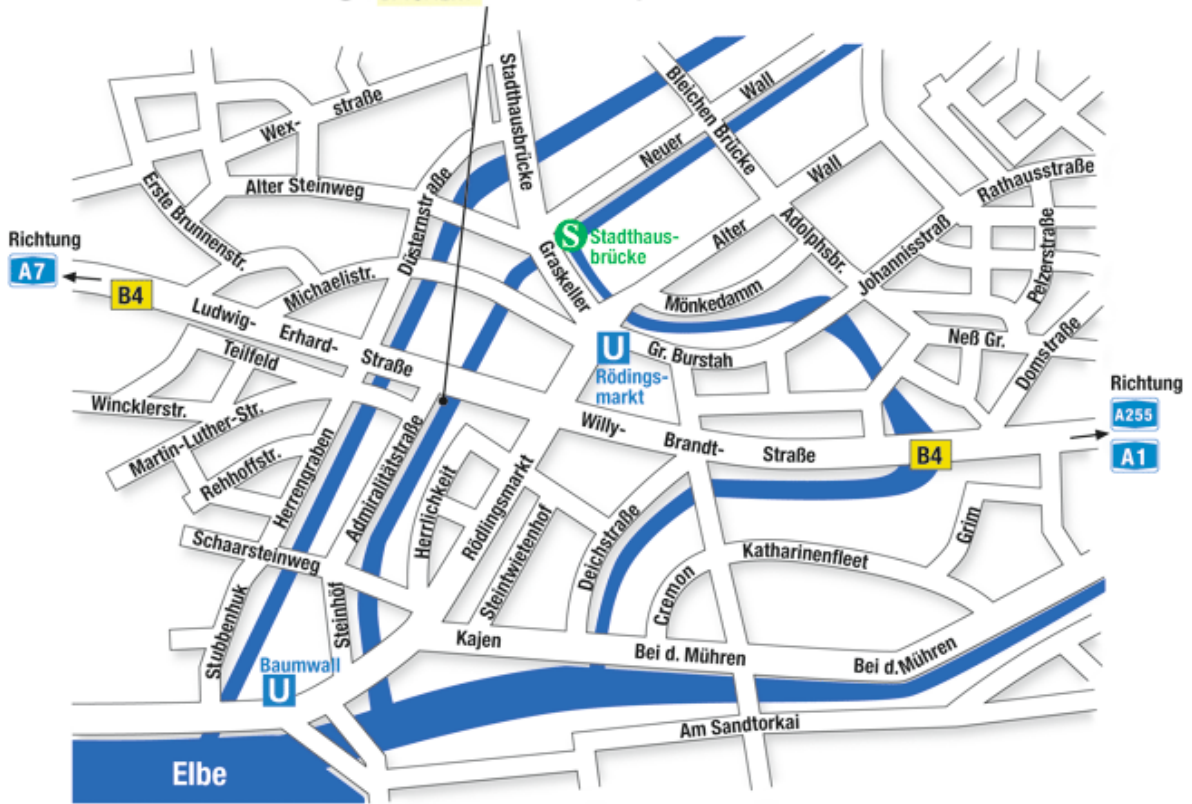 Stadthausbrücke
Bleichen Brücke
Wall
Wex-
straße
Neuer
Wall
Rathausstraße
Erste Brunnenstr.
Alter Steinweg
Düsternstraße
Pelzerstraße
Richtung
A7
B4
S
Stadthaus-
brücke
Graskeller
Alter
Adolphsbr.
Johannisstraß
Michaelistr.
Mönkedamm
Ludwig-
Erhard-
Straße
Teilfeld
U
Rödings-
markt
Gr. Burstah
Neß Gr.
Domstraße
Richtung
A255
A1
Wincklerstr.
Martin-Luther-Str.
Rehhoffstr.
Herrengraben
Admiralitätstraße
Herrlichkeit
Rödlingsmarkt
Willy-
Brandt-
Straße
B4
Steintwietenhof
Deichstraße
Schaarsteinweg
Katharinenfleet
Grim
Cremon
Stubbenhuk
Steinhöf
Kajen
Bei d. Mühren
Bei d.Mühren
Baumwall
U
Am Sandtorkai
Elbe